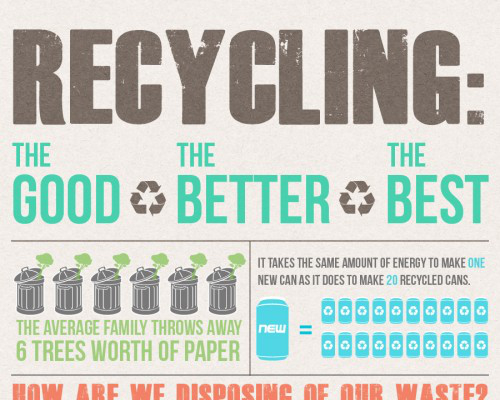 RECYCLING:
THE THE THE
GOOD BETTER BEST
THE AVERAGE FAMILY THROWS AWAY
6 TREES WORTH OF PAPER
IT TAKES THE SAME AMOUNT OF ENERGY TO MAKE ONE
NEW CAN AS IT DOES TO MAKE 20 RECYCLED CANS.
new =
HOW ARE WE DISPOSING OF OUR WASTE?